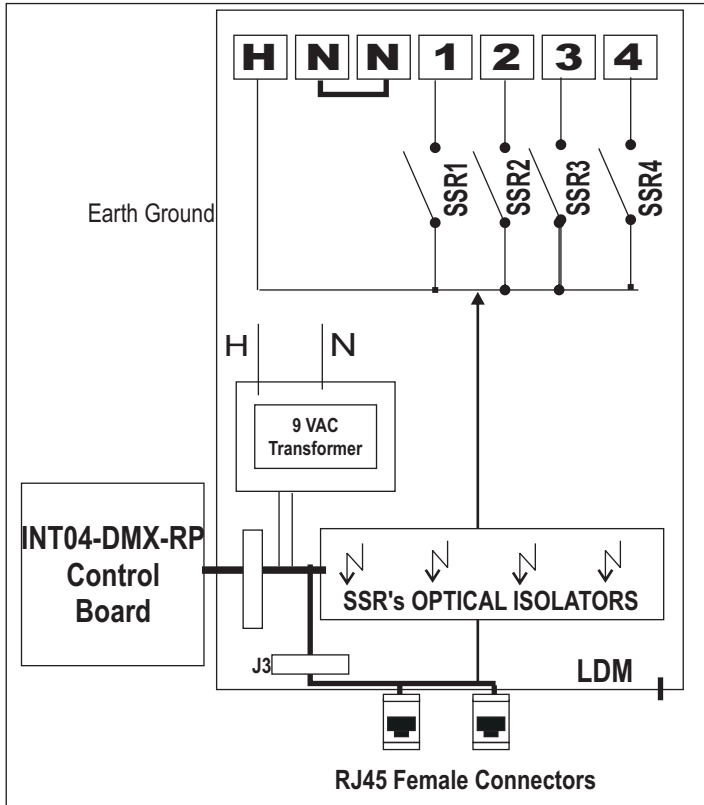 H N N 1 2 3 4
SSR1 SSR2 SSR3 SSR4
Earth Ground
H N
9 VAC
Transformer
INT04-DMX-RP
Control
Board
SSR's OPTICAL ISOLATORS
J3
LDM
RJ45 Female Connectors